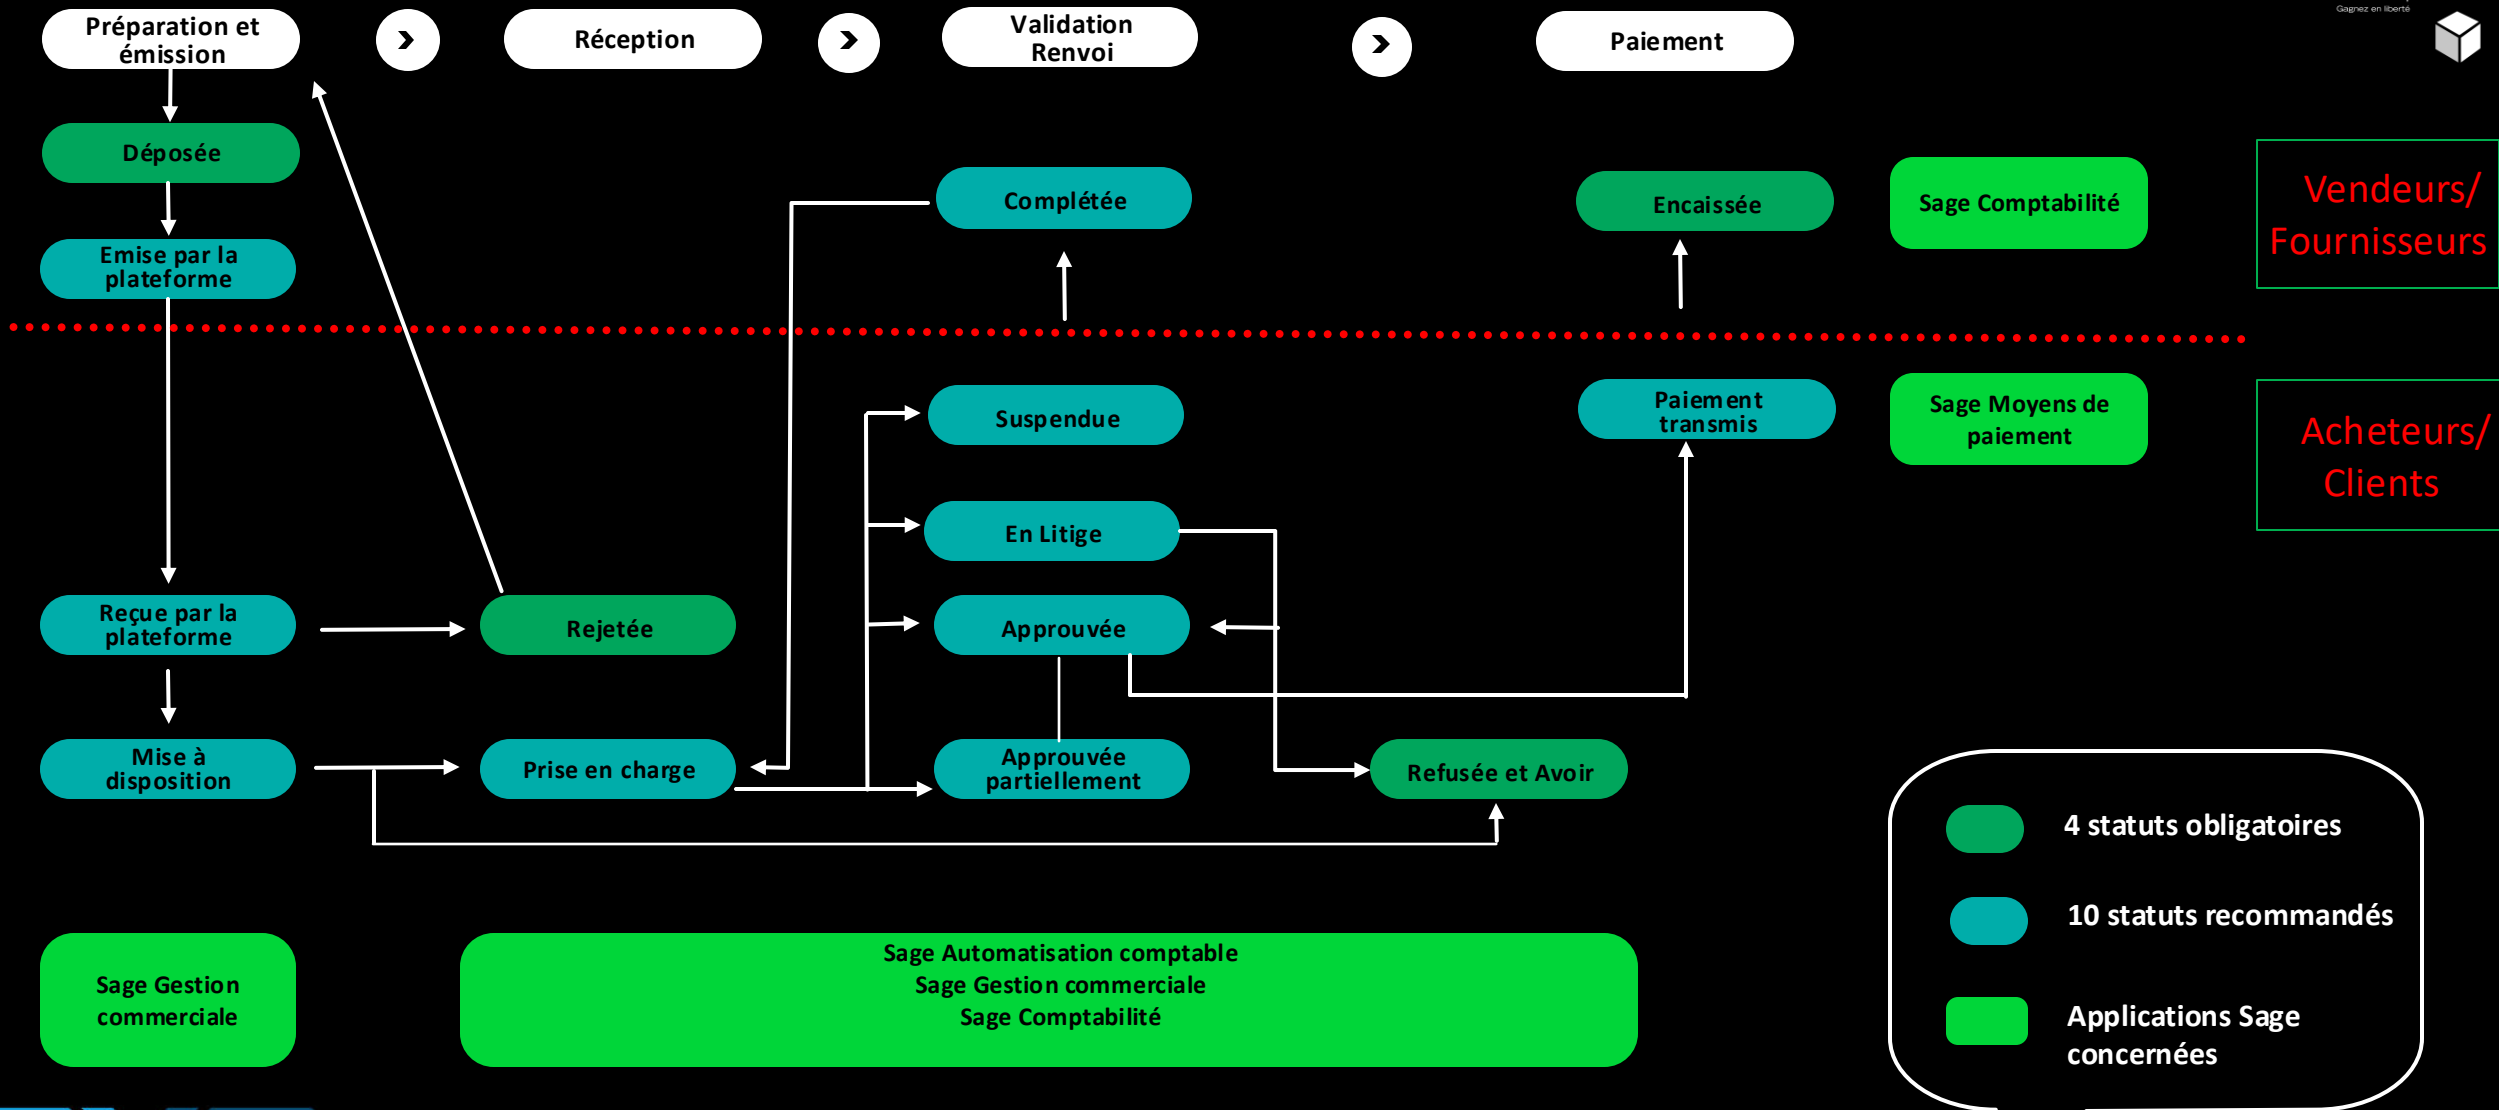 Gagnez en liberté
Préparation et
émission
Réception
Validation
Renvoi
Paiement
Déposée
Complétée
Encaissée
Sage Comptabilité
Vendeurs/
Fournisseurs
Emise par la
plateforme
Suspendue
Paiement
transmis
Sage Moyens de
paiement
Acheteurs/
Clients
En Litige
Reçue par la
plateforme
Rejetée
Approuvée
Mise à
disposition
Prise en charge
Approuvée
partiellement
Refusée et Avoir
4 statuts obligatoires
10 statuts recommandés
Applications Sage
concernées
Sage Gestion
commerciale
Sage Automatisation comptable
Sage Gestion commerciale
Sage Comptabilité